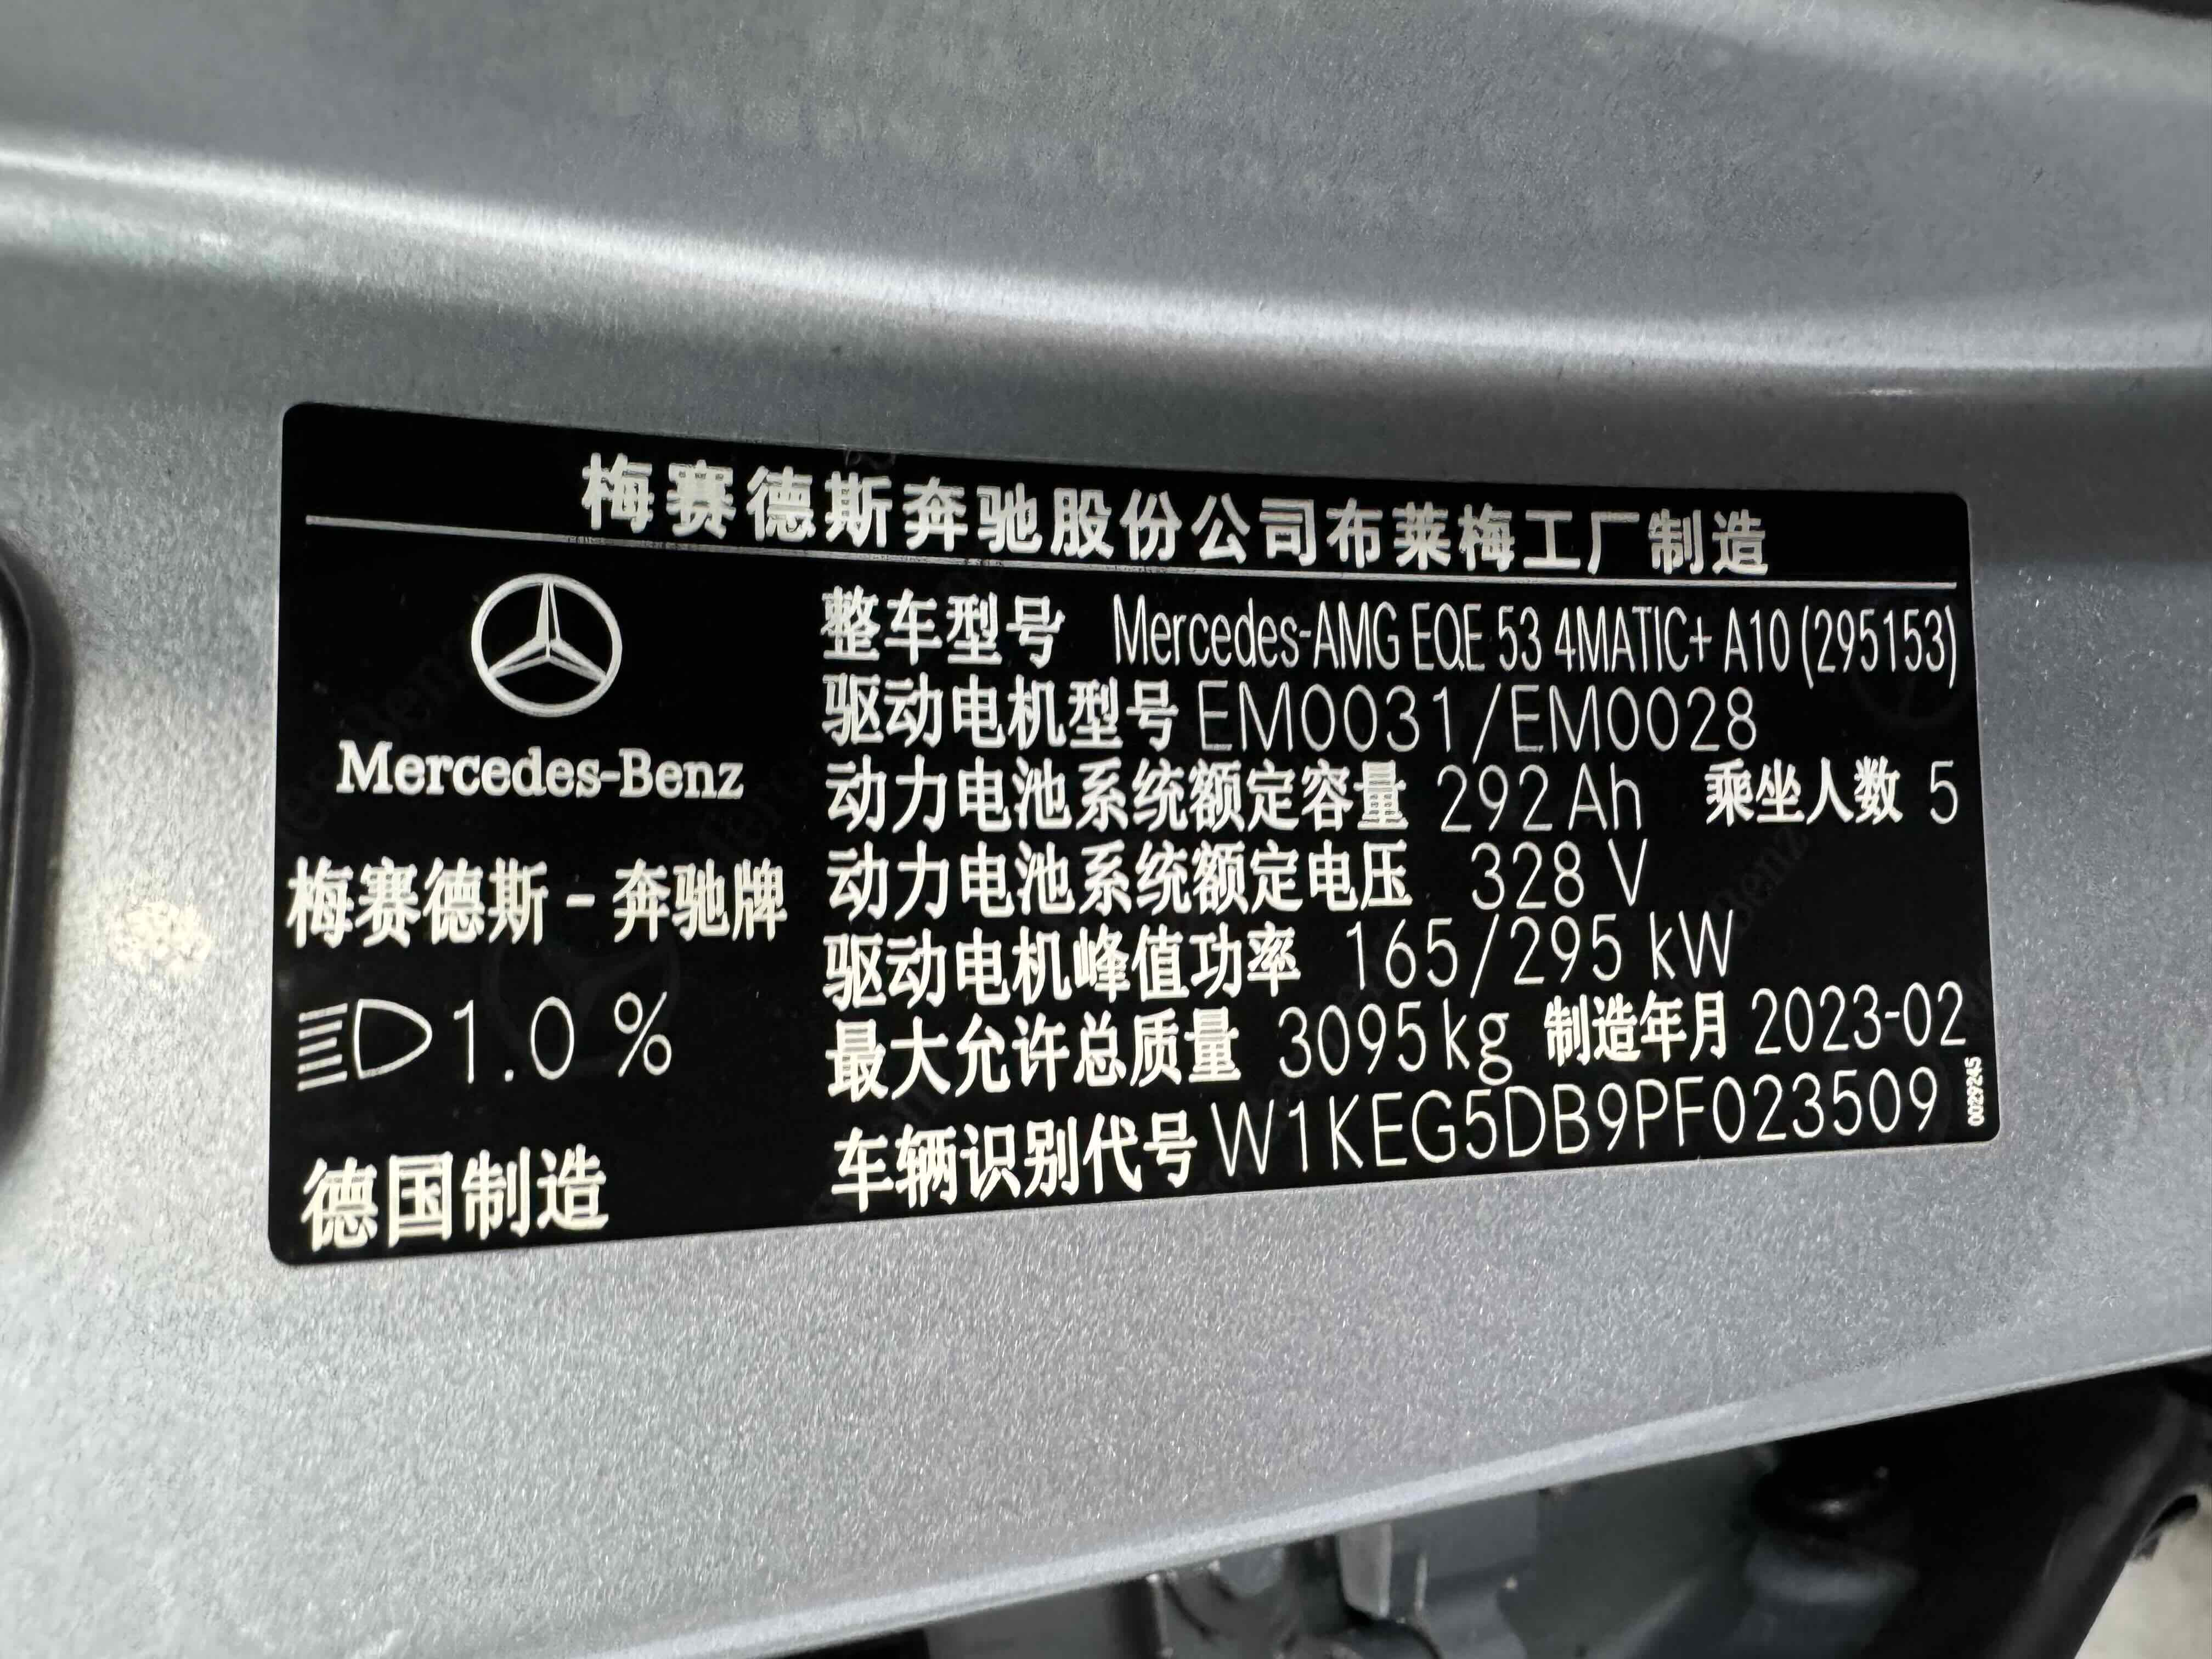 梅赛德斯奔驰股份公司布莱梅工厂制造
Mercedes-Benz
梅赛德斯-奔驰牌
1.0 %
德国制造
整车型号 Mercedes-AMG EQE 53 4MATIC+ A10 (295153)
驱动电机型号 EM0031/EM0028
动力电池系统额定容量 292 Ah 乘坐人数 5
动力电池系统额定电压 328 V
驱动电机峰值功率 165/295 kW
最大允许总质量 3095 kg 制造年月 2023-02
车辆识别代号 W1KEG5DB9PF023509
0029245